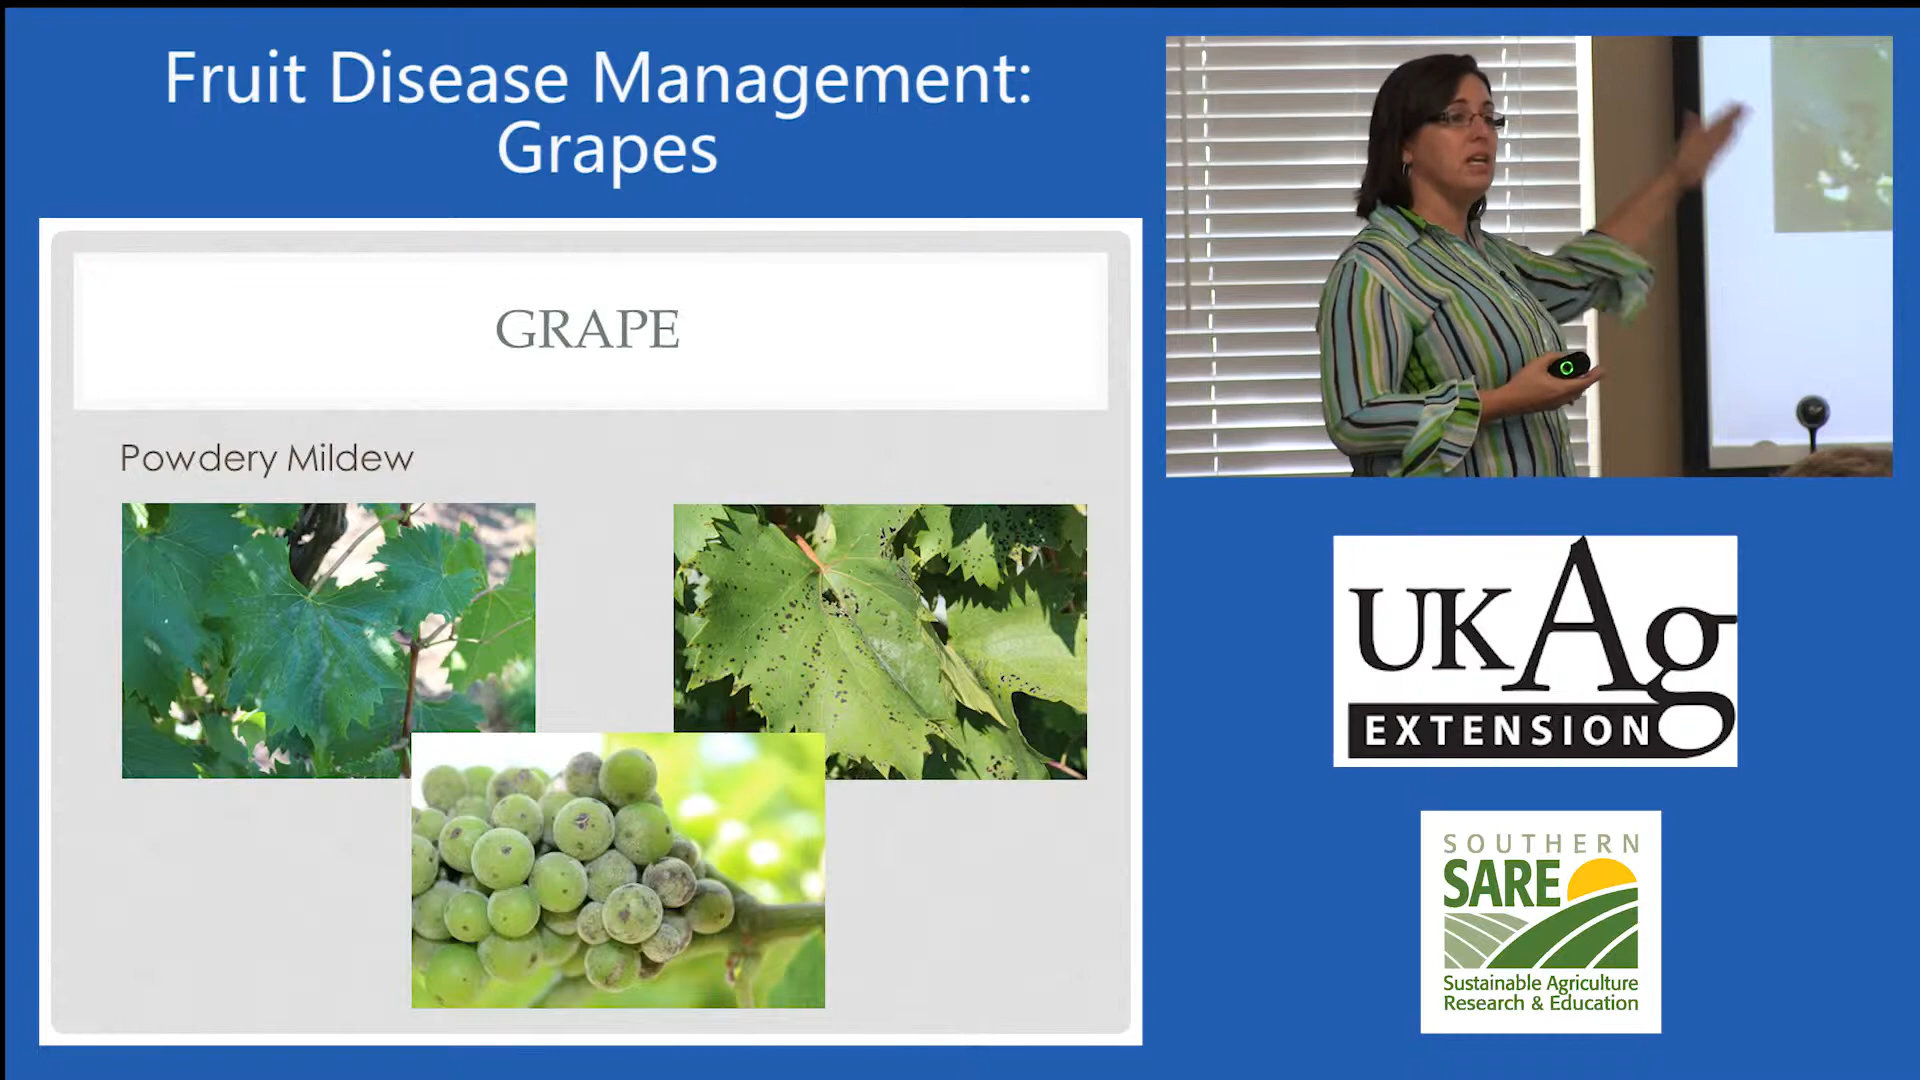 Fruit Disease Management:
Grapes
GRAPE
Powdery Mildew
UKAg
EXTENSION
SOUTHERN
SARE
Sustainable Agriculture
Research & Education